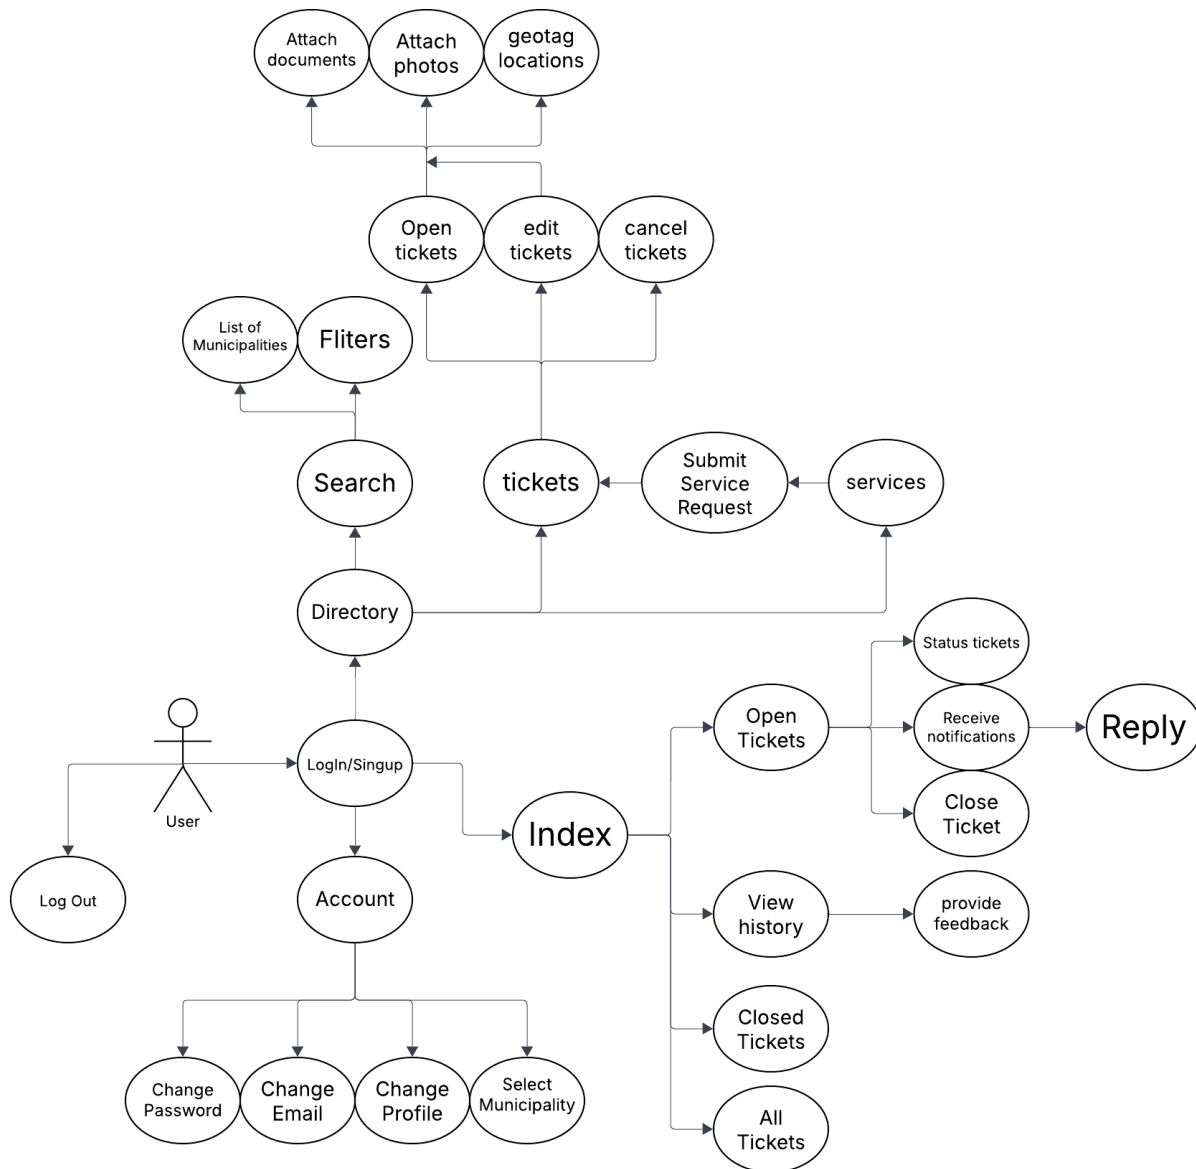 Attach
documents
Attach
photos
geotag
locations
Open
tickets
edit
tickets
cancel
tickets
List of
Municipalities
Fliters
Search
tickets
Submit
Service
Request
services
Directory
Status tickets
Open
Tickets
Receive
notifications
Reply
LogIn/Singup
User
Close
Ticket
Index
Log Out
Account
View
history
provide
feedback
Closed
Tickets
Change
Password
Change
Email
Change
Profile
Select
Municipality
All
Tickets